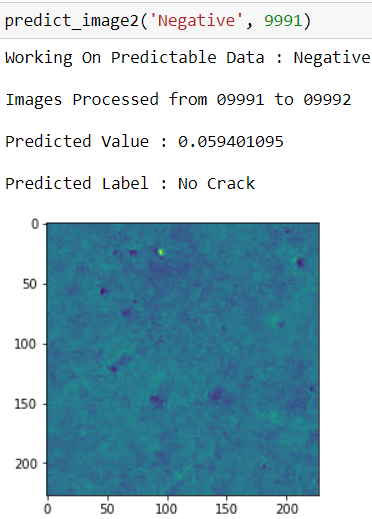 predict_image2('Negative', 9991)
Working On Predictable Data : Negative
Images Processed from 09991 to 09992
Predicted Value : 0.059401095
Predicted Label : No Crack
0
50
100
150
200
0 50 100 150 200